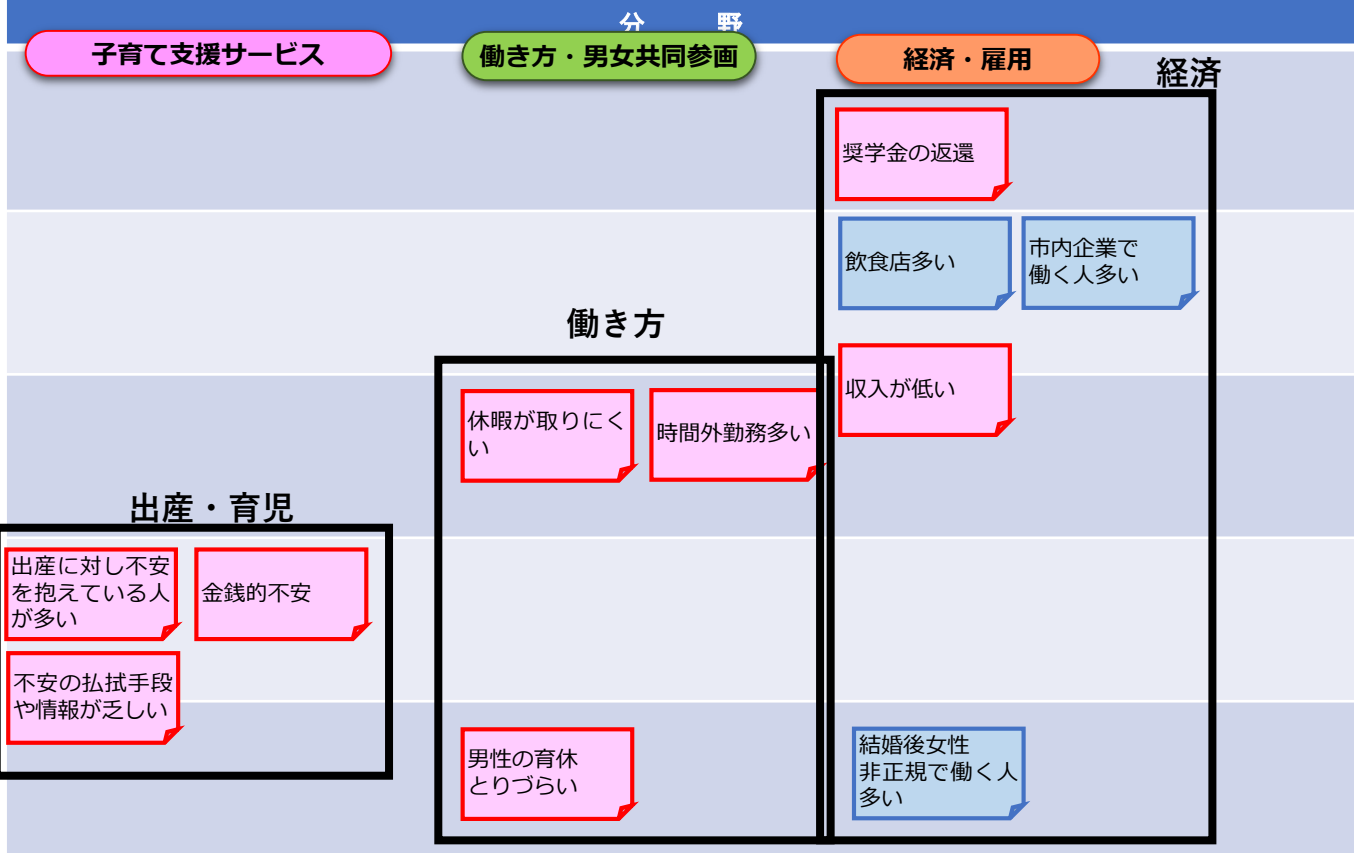 分 野
子育て支援サービス
働き方・男女共同参画
経済・雇用
経済
奨学金の返還
飲食店多い
市内企業で
働く人多い
働き方
収入が低い
休暇が取りにく
い
時間外勤務多い
出産・育児
出産に対し不安
を抱えている人
が多い
金銭的不安
不安の払拭手段
や情報が乏しい
男性の育休
とりづらい
結婚後女性
非正規で働く人
多い